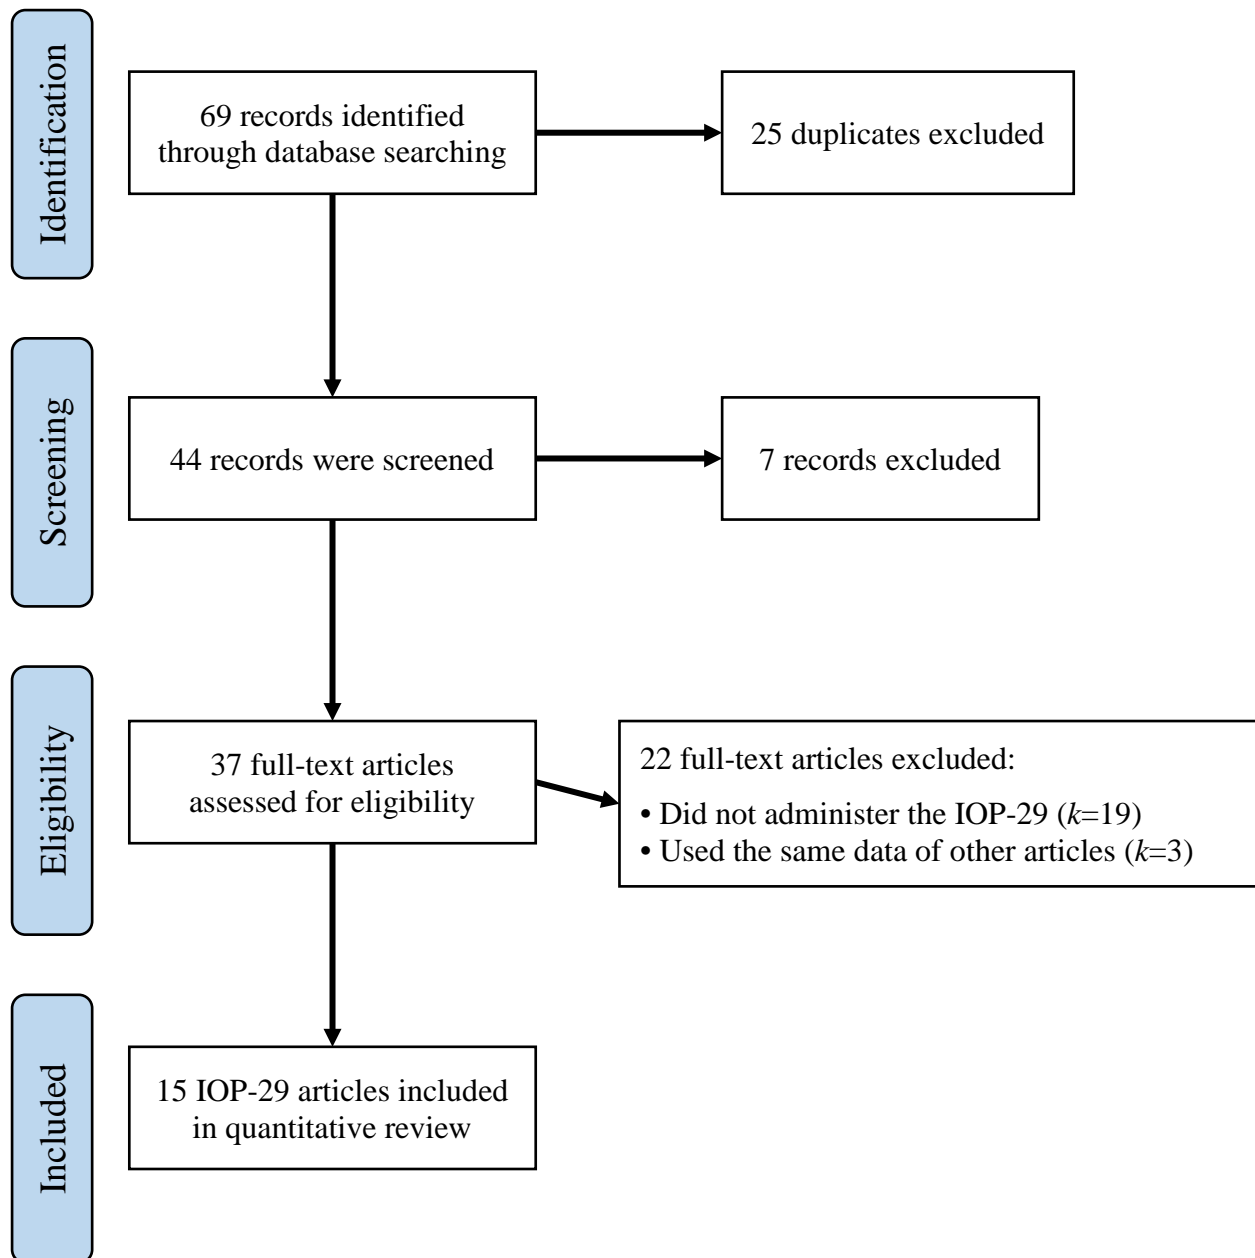 Identification
69 records identified
through database searching
25 duplicates excluded
Screening
44 records were screened
7 records excluded
Eligibility
37 full-text articles
assessed for eligibility
22 full-text articles excluded:
• Did not administer the IOP-29 (k=19)
• Used the same data of other articles (k=3)
Included
15 IOP-29 articles included
in quantitative review